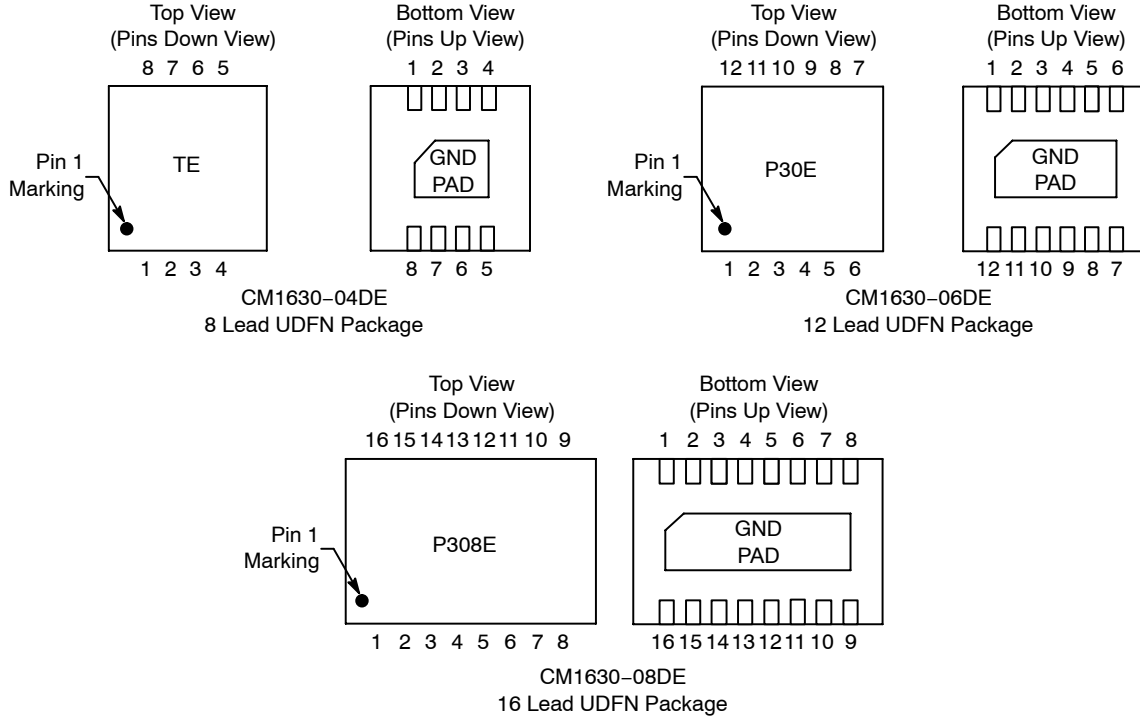 Top View
(Pins Down View)
8 7 6 5
TE
Pin 1
Marking
1 2 3 4
Bottom View
(Pins Up View)
1 2 3 4
GND
PAD
8 7 6 5
CM1630−04DE
8 Lead UDFN Package
Top View
(Pins Down View)
12 11 10 9 8 7
P30E
Pin 1
Marking
1 2 3 4 5 6
Bottom View
(Pins Up View)
1 2 3 4 5 6
GND
PAD
12 11 10 9 8 7
CM1630−06DE
12 Lead UDFN Package
Top View
(Pins Down View)
16 15 14 13 12 11 10 9
P308E
Pin 1
Marking
1 2 3 4 5 6 7 8
Bottom View
(Pins Up View)
1 2 3 4 5 6 7 8
GND
PAD
16 15 14 13 12 11 10 9
CM1630−08DE
16 Lead UDFN Package